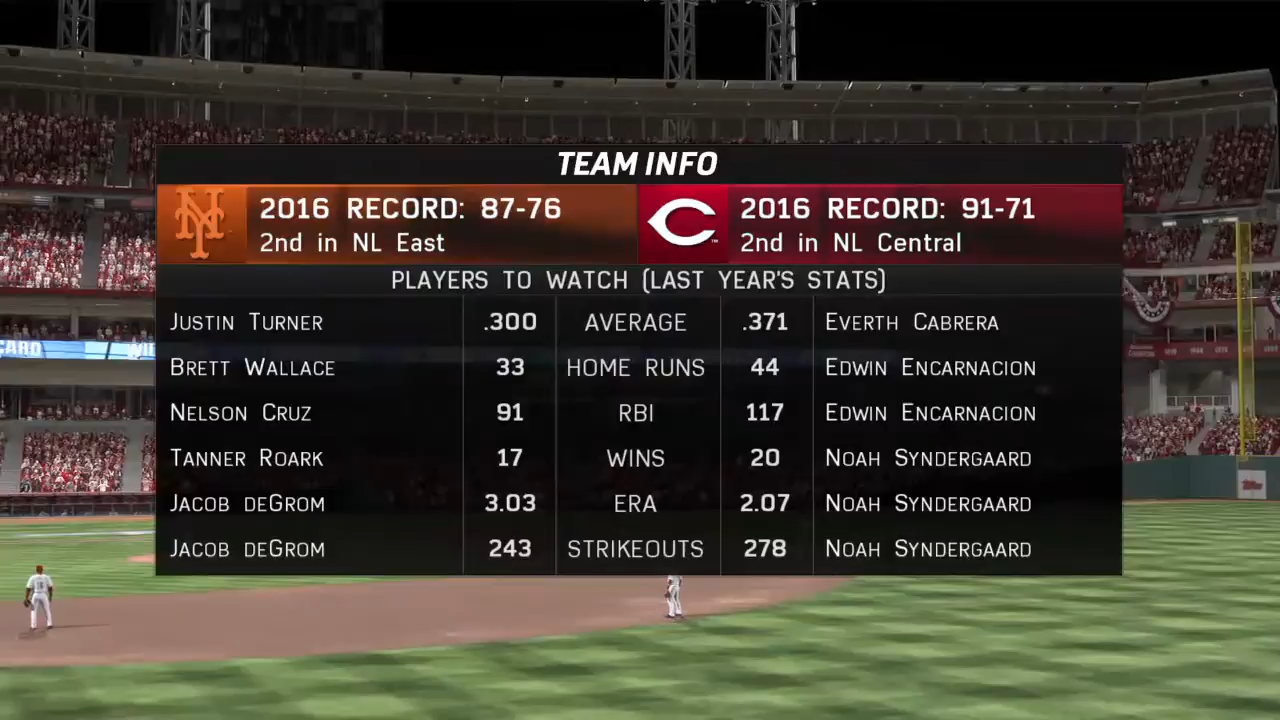 TEAM INFO
2016 RECORD: 87-76
2nd in NL East
2016 RECORD: 91-71
2nd in NL Central
PLAYERS TO WATCH (LAST YEAR'S STATS)
JUSTIN TURNER .300 AVERAGE .371 EVERTH CABRERA
BRETT WALLACE 33 HOME RUNS 44 EDWIN ENCARNACION
NELSON CRUZ 91 RBI 117 EDWIN ENCARNACION
TANNER ROARK 17 WINS 20 NOAH SYNDERGAARD
JACOB DEGROM 3.03 ERA 2.07 NOAH SYNDERGAARD
JACOB DEGROM 243 STRIKEOUTS 278 NOAH SYNDERGAARD